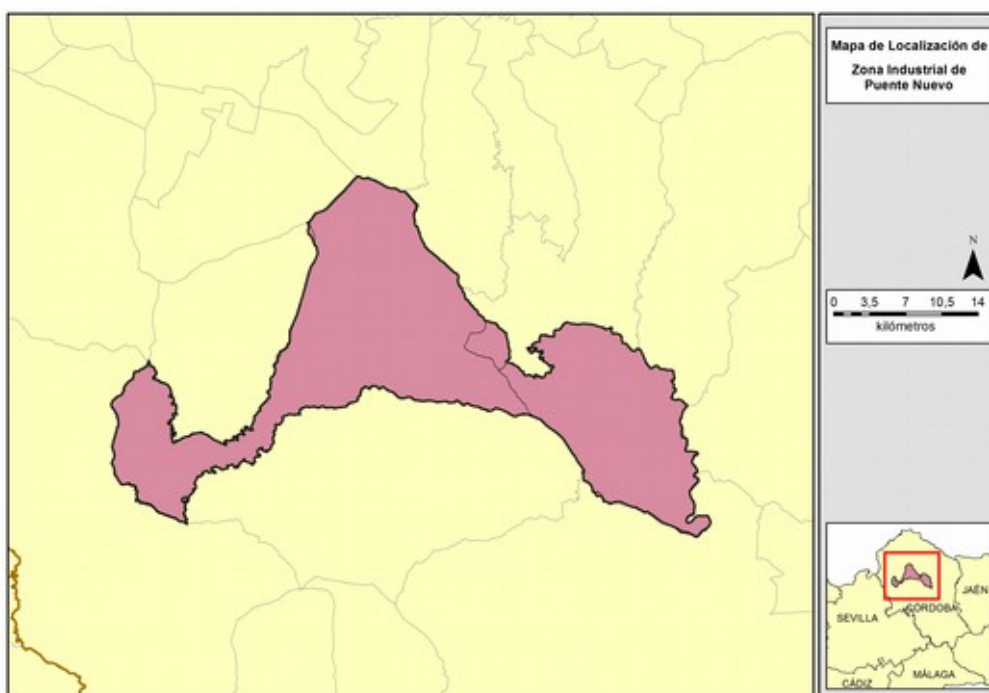 Mapa de Localización de
Zona Industrial de
Puente Nuevo
N
0 3,5 7 10,5 14
kilómetros
JAÉN
CÓRDOBA
SEVILLA
MÁLAGA
CÁDIZ